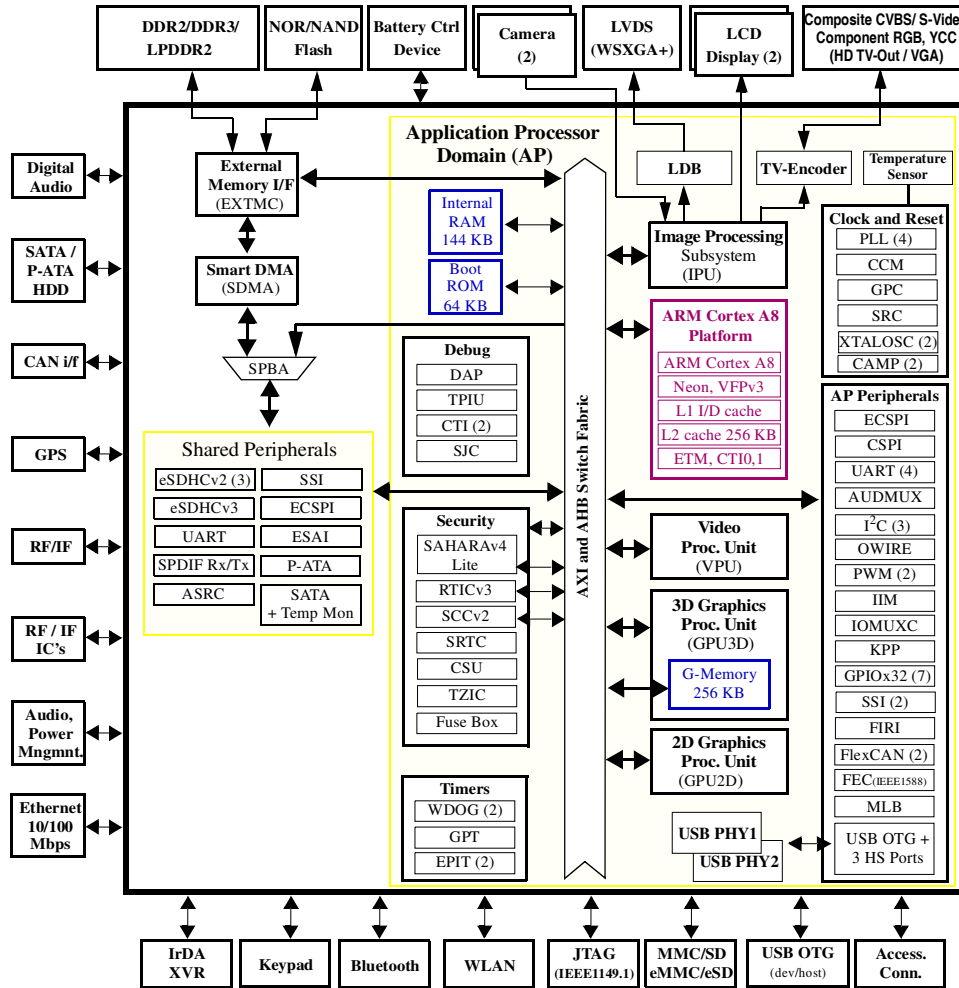 DDR2/DDR3/
LPDDR2
NOR/NAND
Flash
Battery Ctrl
Device
Camera
(2)
LVDS
(WSXGA+)
LCD
Display (2)
Composite CVBS/ S-Vide
Component RGB, YCC
(HD TV-Out / VGA)
Digital
Audio
SATA /
P-ATA
HDD
CAN i/f
GPS
RF/IF
RF / IF
IC's
Audio,
Power
Mngmnt.
Ethernet
10/100
Mbps
External
Memory I/F
(EXTMC)
Smart DMA
(SDMA)
SPBA
Shared Peripherals
eSDHCv2 (3)
SSI
eSDHCv3
ECSPI
UART
ESAI
SPDIF Rx/Tx
P-ATA
ASRC
SATA
+ Temp Mon
Application Processor
Domain (AP)
Internal
RAM
144 KB
Boot
ROM
64 KB
Debug
DAP
TPIU
CTI (2)
SJC
Security
SAHARAv4
Lite
RTICv3
SCCv2
SRTC
CSU
TZIC
Fuse Box
Timers
WDOG (2)
GPT
EPIT (2)
AXI and AHB Switch Fabric
LDB
TV-Encoder
Temperature
Sensor
Image Processing
Subsystem
(IPU)
ARM Cortex A8
Platform
ARM Cortex A8
Neon, VFPv3
L1 I/D cache
L2 cache 256 KB
ETM, CTI0,1
Video
Proc. Unit
(VPU)
3D Graphics
Proc. Unit
(GPU3D)
G-Memory
256 KB
2D Graphics
Proc. Unit
(GPU2D)
USB PHY1
USB PHY2
Clock and Reset
PLL (4)
CCM
GPC
SRC
XTALOSC (2)
CAMP (2)
AP Peripherals
ECSPI
CSPI
UART (4)
AUDMUX
I²C (3)
OWIRE
PWM (2)
IIM
IOMUXC
KPP
GPIOx32 (7)
SSI (2)
FIRI
FlexCAN (2)
FEC(IEEE1588)
MLB
USB OTG +
3 HS Ports
IrDA
XVR
Keypad
Bluetooth
WLAN
JTAG
(IEEE1149.1)
MMC/SD
eMMC/eSD
USB OTG
(dev/host)
Access.
Conn.